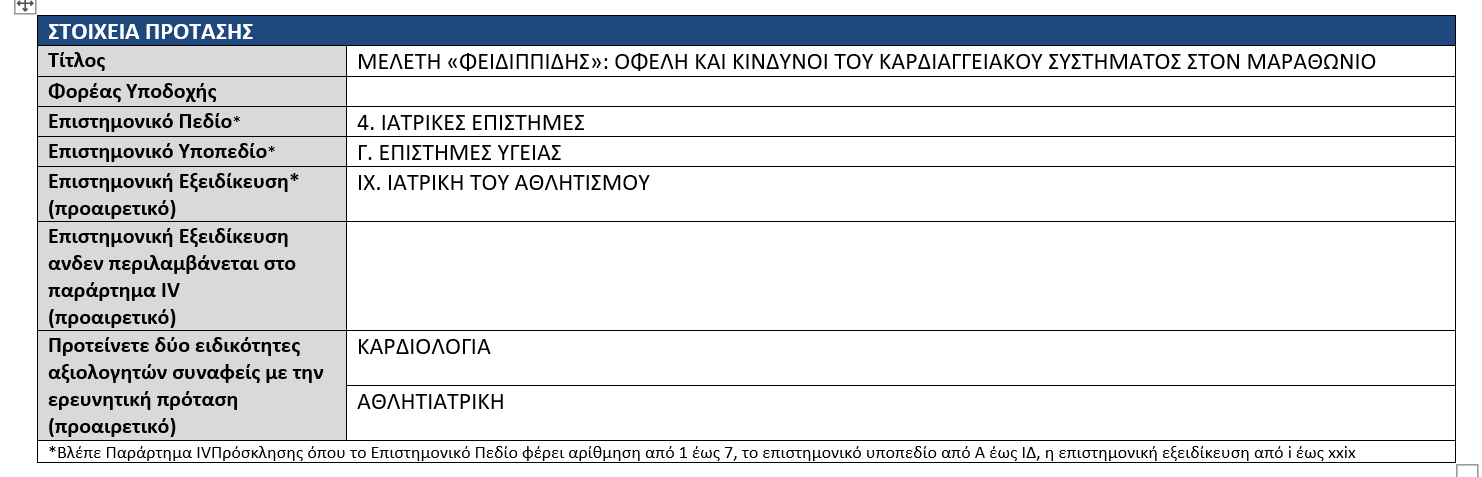 ΣΤΟΙΧΕΙΑ ΠΡΟΤΑΣΗΣ
Τίτλος ΜΕΛΕΤΗ «ΦΕΙΔΙΠΠΙΔΗΣ»: ΟΦΕΛΗ ΚΑΙ ΚΙΝΔΥΝΟΙ ΤΟΥ ΚΑΡΔΙΑΓΓΕΙΑΚΟΥ ΣΥΣΤΗΜΑΤΟΣ ΣΤΟΝ ΜΑΡΑΘΩΝΙΟ
Φορέας Υποδοχής
Επιστημονικό Πεδίο* 4. ΙΑΤΡΙΚΕΣ ΕΠΙΣΤΗΜΕΣ
Επιστημονικό Υποπεδίο* Γ. ΕΠΙΣΤΗΜΕΣ ΥΓΕΙΑΣ
Επιστημονική Εξειδίκευση* ΙΧ. ΙΑΤΡΙΚΗ ΤΟΥ ΑΘΛΗΤΙΣΜΟΥ
(προαιρετικό)
Επιστημονική Εξειδίκευση
ανδεν περιλαμβάνεται στο
παράρτημα IV
(προαιρετικό)
Προτείνετε δύο ειδικότητες ΚΑΡΔΙΟΛΟΓΙΑ
αξιολογητών συναφείς με την
ερευνητική πρόταση ΑΘΛΗΤΙΑΤΡΙΚΗ
(προαιρετικό)
*Βλέπε Παράρτημα IVΠρόσκλησης όπου το Επιστημονικό Πεδίο φέρει αρίθμηση από 1 έως 7, το επιστημονικό υποπεδίο από Α έως ΙΔ, η επιστημονική εξειδίκευση από i έως xxix